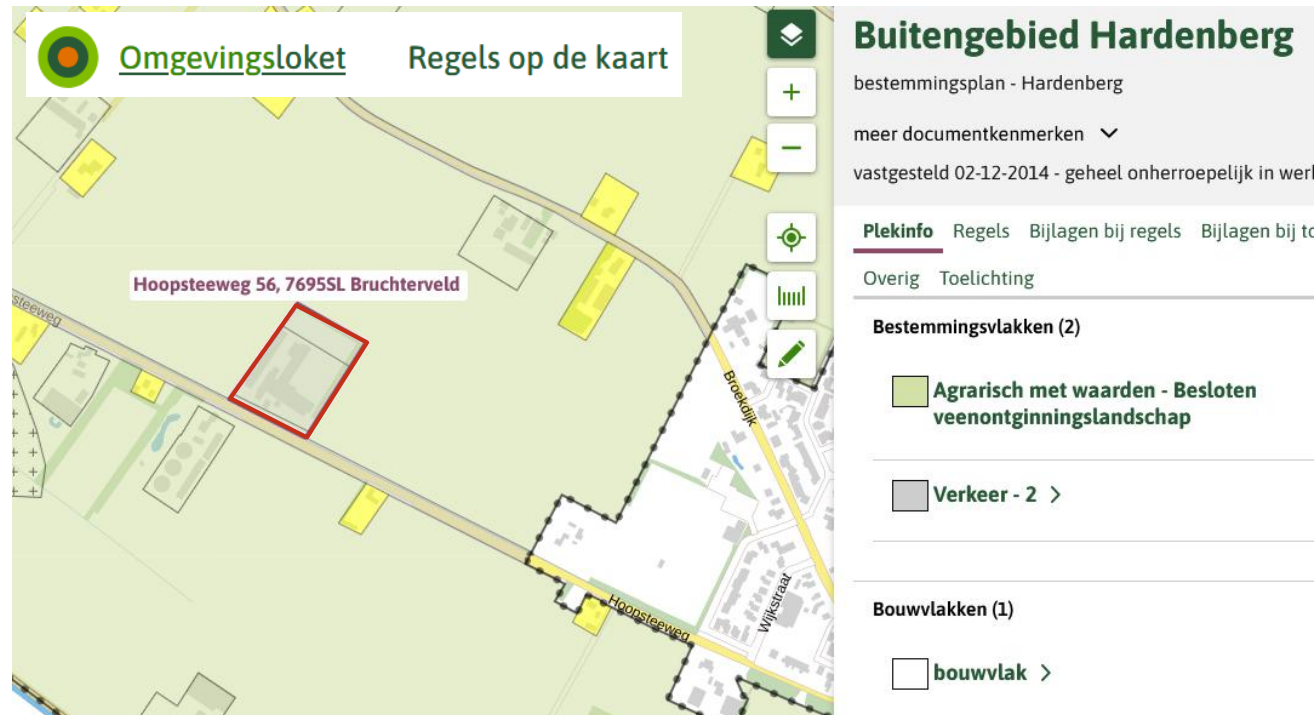 Omgevingsloket
Regels op de kaart
Hoopsteeweg 56, 7695SL Bruchterveld
steeweg
Broekdijk
Wijkstraat
Hoopsteeweg
Buitengebied Hardenberg
bestemmingsplan - Hardenberg
meer documentkenmerken
vastgesteld 02-12-2014 - geheel onherroepelijk in werk
Plekinfo Regels Bijlagen bij regels Bijlagen bij to
Overig Toelichting
Bestemmingsvlakken (2)
Agrarisch met waarden - Besloten
veenontginningslandschap
Verkeer - 2 >
Bouwvlakken (1)
bouwvlak >